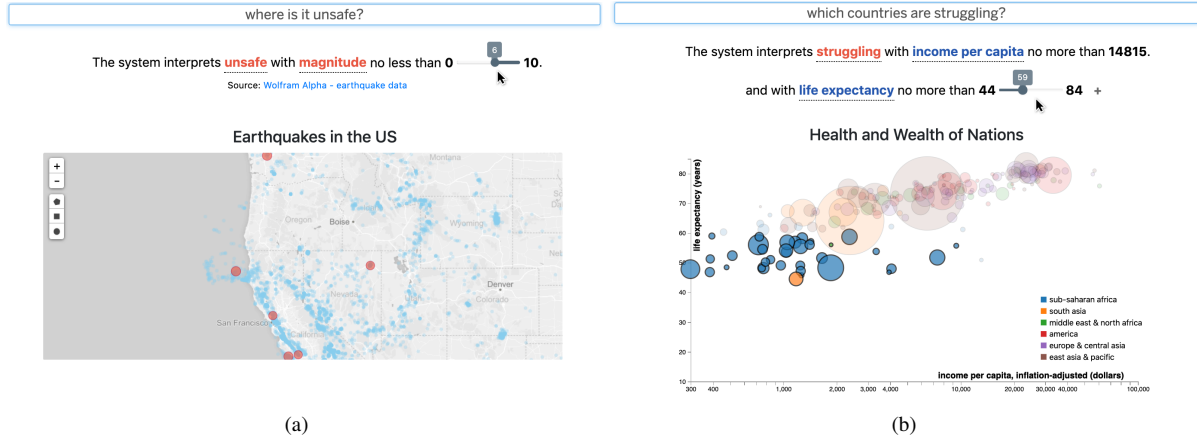 where is it unsafe?
The system interprets unsafe with magnitude no less than 0 6 10.
Source: Wolfram Alpha - earthquake data
Earthquakes in the US
+
−
Montana
Oregon
Boise
Wyoming
Nevada
Denver
Colorado
San Francisco
California
(a)
which countries are struggling?
The system interprets struggling with income per capita no more than 14815.
and with life expectancy no more than 44 59 84 +
Health and Wealth of Nations
life expectancy (years)
80
70
60
50
40
30
20
10
sub-saharan africa
south asia
middle east & north africa
america
europe & central asia
east asia & pacific
income per capita, inflation-adjusted (dollars)
300 400 1,000 2,000 3,000 4,000 10,000 20,000 30,000 40,000 100,000
(b)